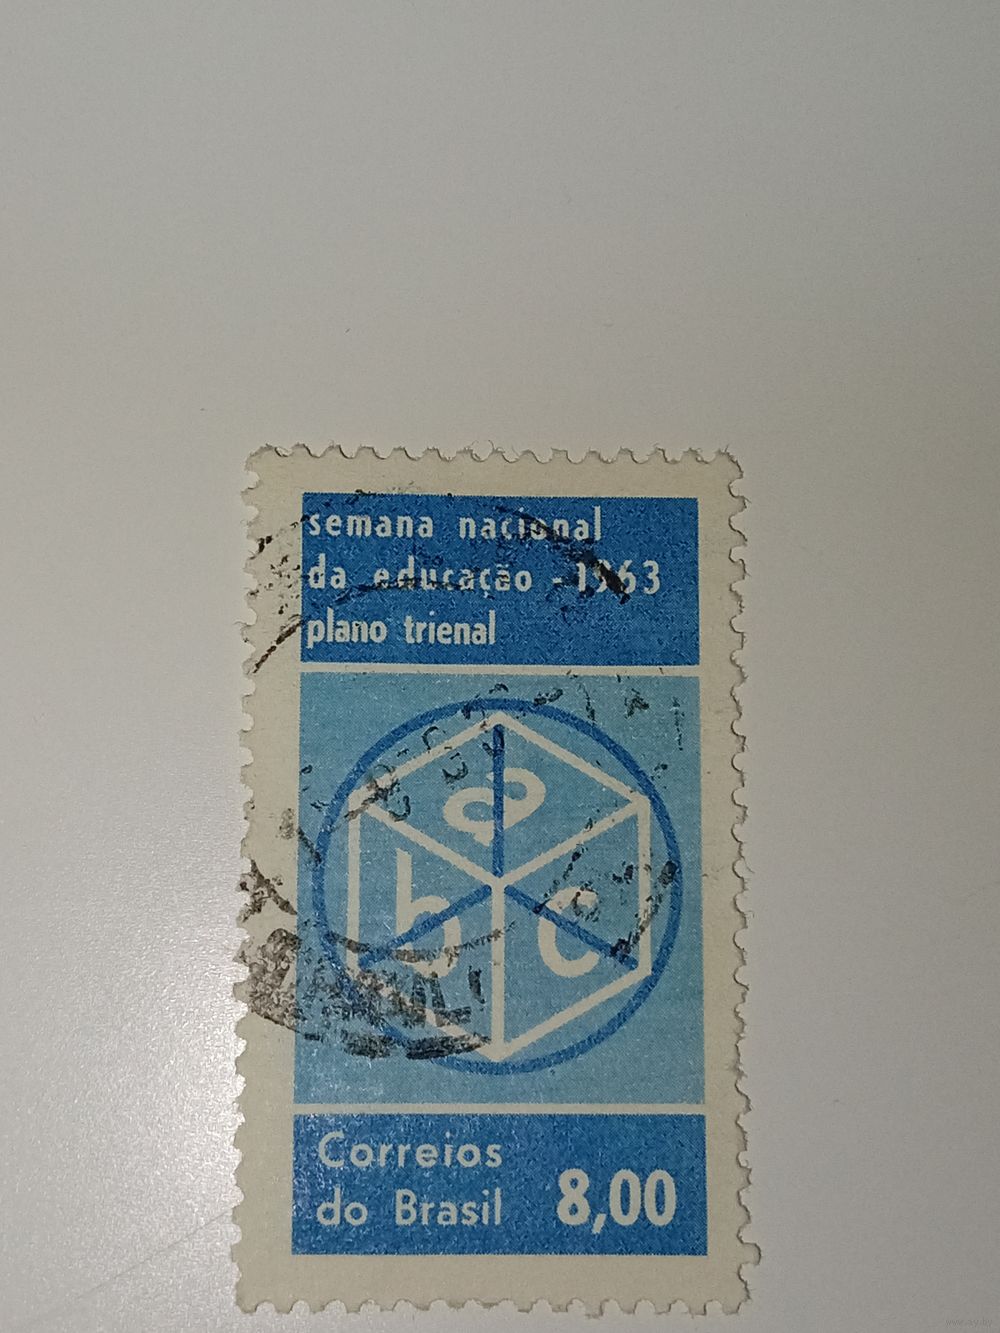 semana nacional
da educação - 1963
plano trienal
a
b
c
Correios
do Brasil
8,00